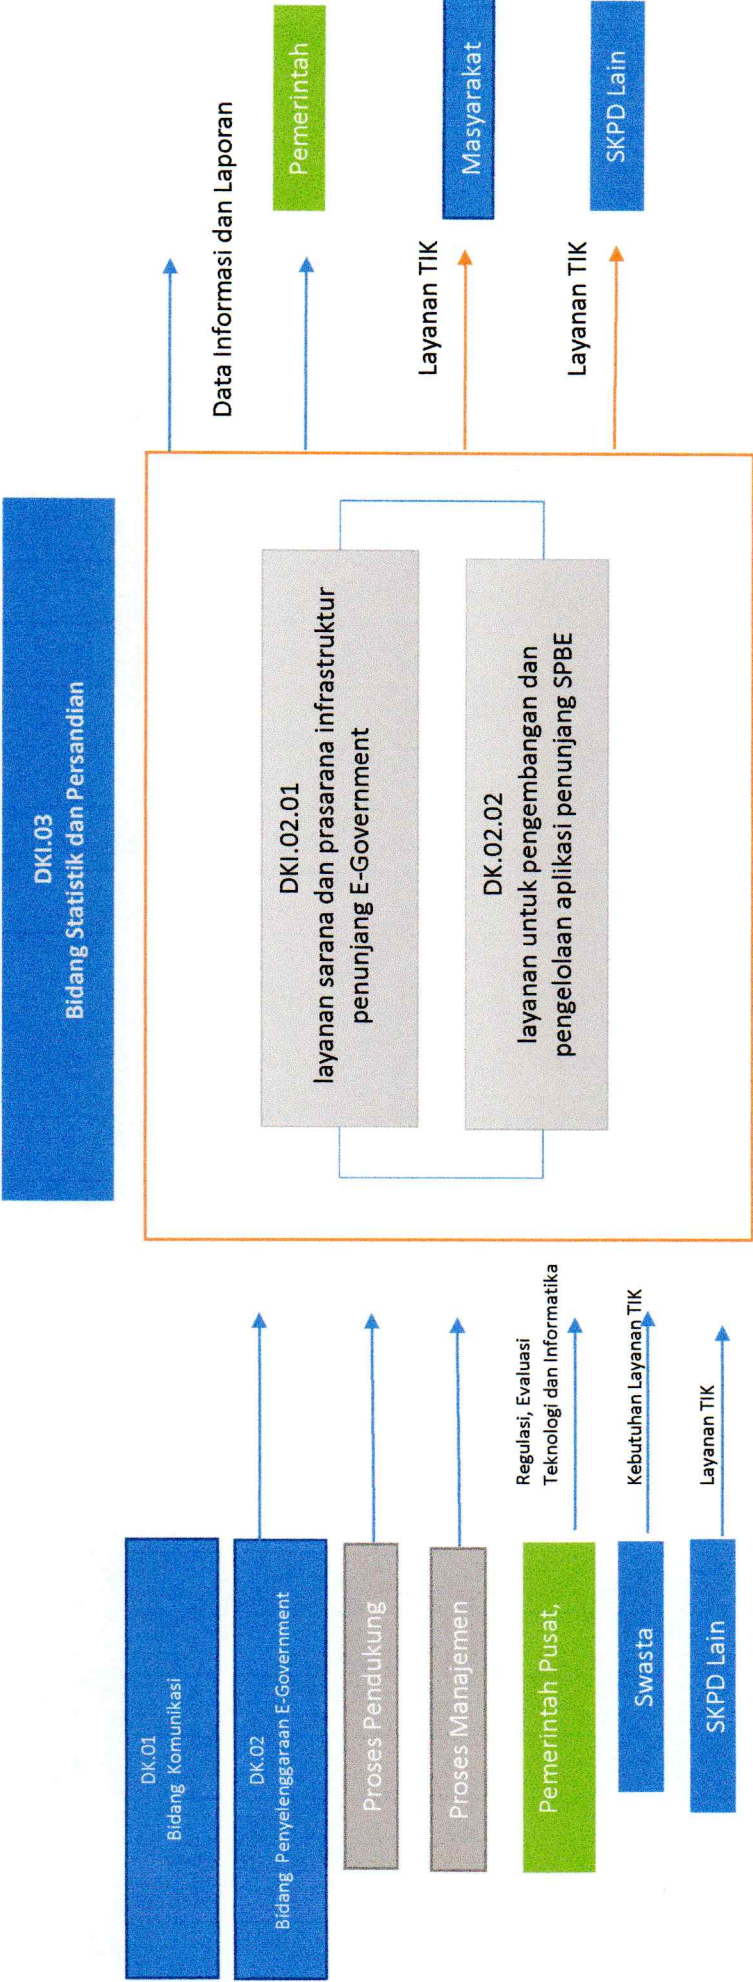 DKI.03
Bidang Statistik dan Persandian
DK.01
Bidang Komunikasi
DK.02
Bidang Penyelenggaraan E-Government
Proses Pendukung
Proses Manajemen
Pemerintah Pusat,
Swasta
SKPD Lain
Regulasi, Evaluasi
Teknologi dan Informatika
Kebutuhan Layanan TIK
Layanan TIK
DKI.02.01
layanan sarana dan prasarana infrastruktur
penunjang E-Government
DK.02.02
layanan untuk pengembangan dan
pengelolaan aplikasi penunjang SPBE
Data Informasi dan Laporan
Pemerintah
Layanan TIK
Masyarakat
Layanan TIK
SKPD Lain